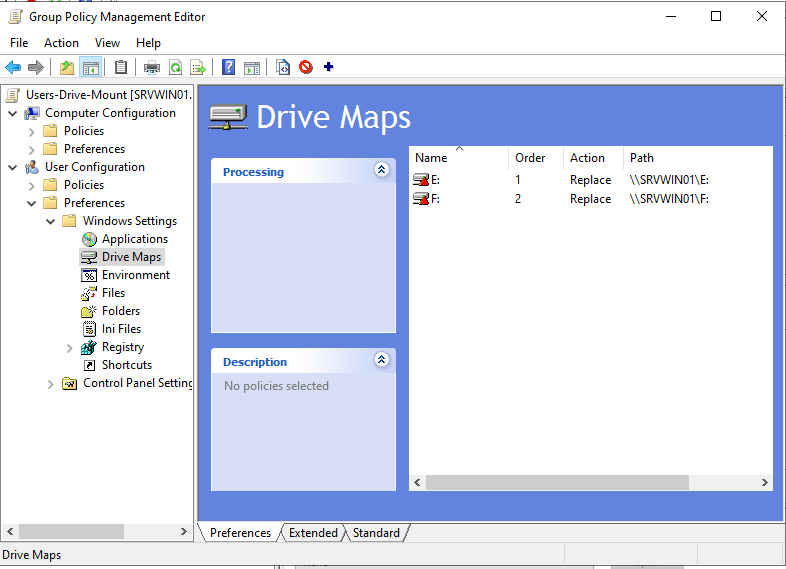 Group Policy Management Editor
File Action View Help
Users-Drive-Mount [SRVWIN01.
Computer Configuration
Policies
Preferences
User Configuration
Policies
Preferences
Windows Settings
Applications
Drive Maps
Environment
Files
Folders
Ini Files
Registry
Shortcuts
Control Panel Setting
Drive Maps
Processing
Description
No policies selected
Name Order Action Path
E: 1 Replace \\SRVWIN01\E:
F: 2 Replace \\SRVWIN01\F:
Preferences Extended Standard
Drive Maps